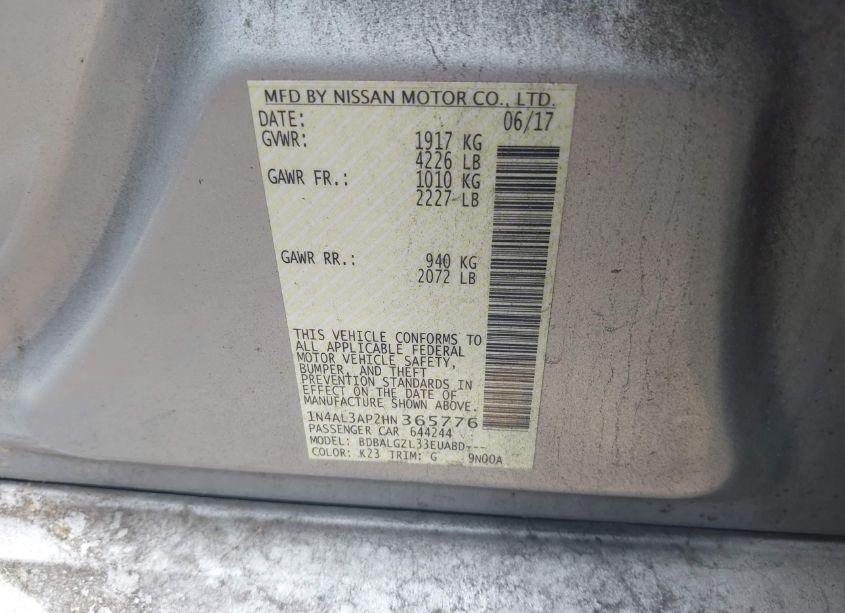 MFD BY NISSAN MOTOR CO., LTD.
DATE: 06/17
GVWR: 1917 KG
4226 LB
GAWR FR.: 1010 KG
2227 LB
GAWR RR.: 940 KG
2072 LB
THIS VEHICLE CONFORMS TO
ALL APPLICABLE FEDERAL
MOTOR VEHICLE SAFETY,
BUMPER, AND THEFT
PREVENTION STANDARDS IN
EFFECT ON THE DATE OF
MANUFACTURE SHOWN ABOVE.
1N4AL3AP2HN365776
PASSENGER CAR 644244
MODEL: BDBALGZL33EUABD---
COLOR: K23 TRIM: G 9N00A